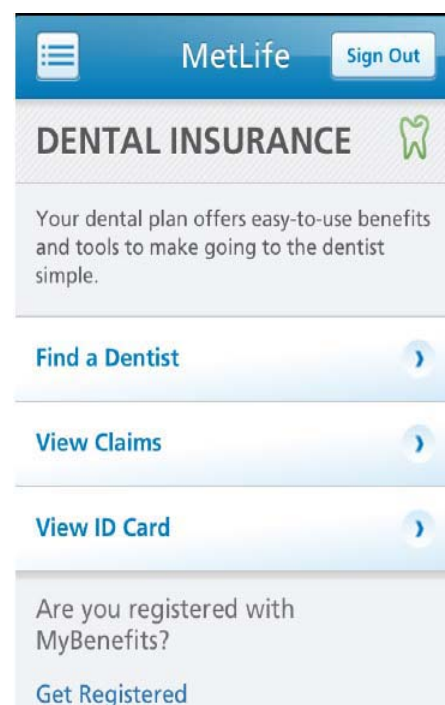 MetLife
Sign Out
DENTAL INSURANCE
Your dental plan offers easy-to-use benefits
and tools to make going to the dentist
simple.
Find a Dentist
View Claims
View ID Card
Are you registered with
MyBenefits?
Get Registered